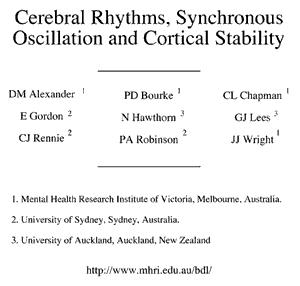 Cerebral Rhythms, Synchronous
Oscillation and Cortical Stability
DM Alexander 1 PD Bourke 1 CL Chapman 1
E Gordon 2 N Hawthorn 3 GJ Lees 3
CJ Rennie 2 PA Robinson 2 JJ Wright 1
1. Mental Health Research Institute of Victoria, Melbourne, Australia.
2. University of Sydney, Sydney, Australia.
3 University of Auckland, Auckland, New Zealand
http://www.mhri.edu.au/bdl/